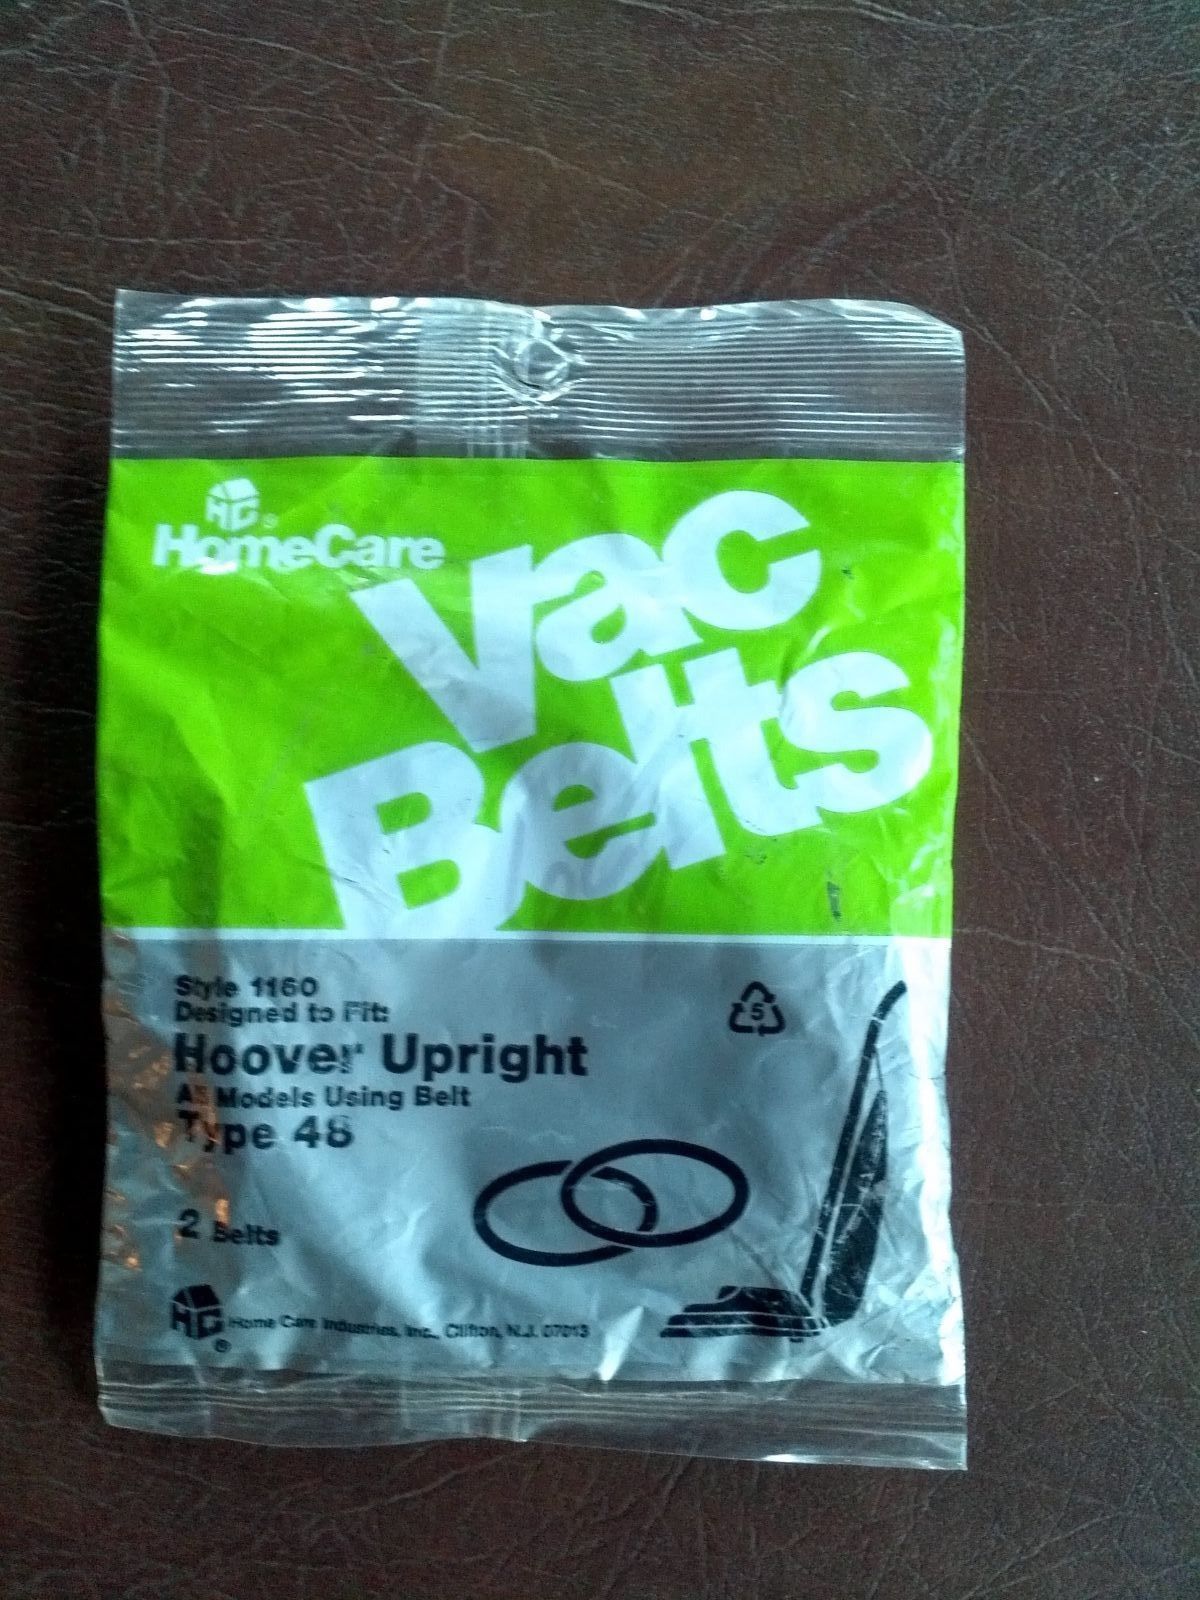 HC®
HomeCare
Vac
Belts
Style 1160
Designed to Fit:
5
Hoover Upright
All Models Using Belt
Type 48
2 Belts
HC®
Home Care Industries, Inc., Clifton, N.J. 07013